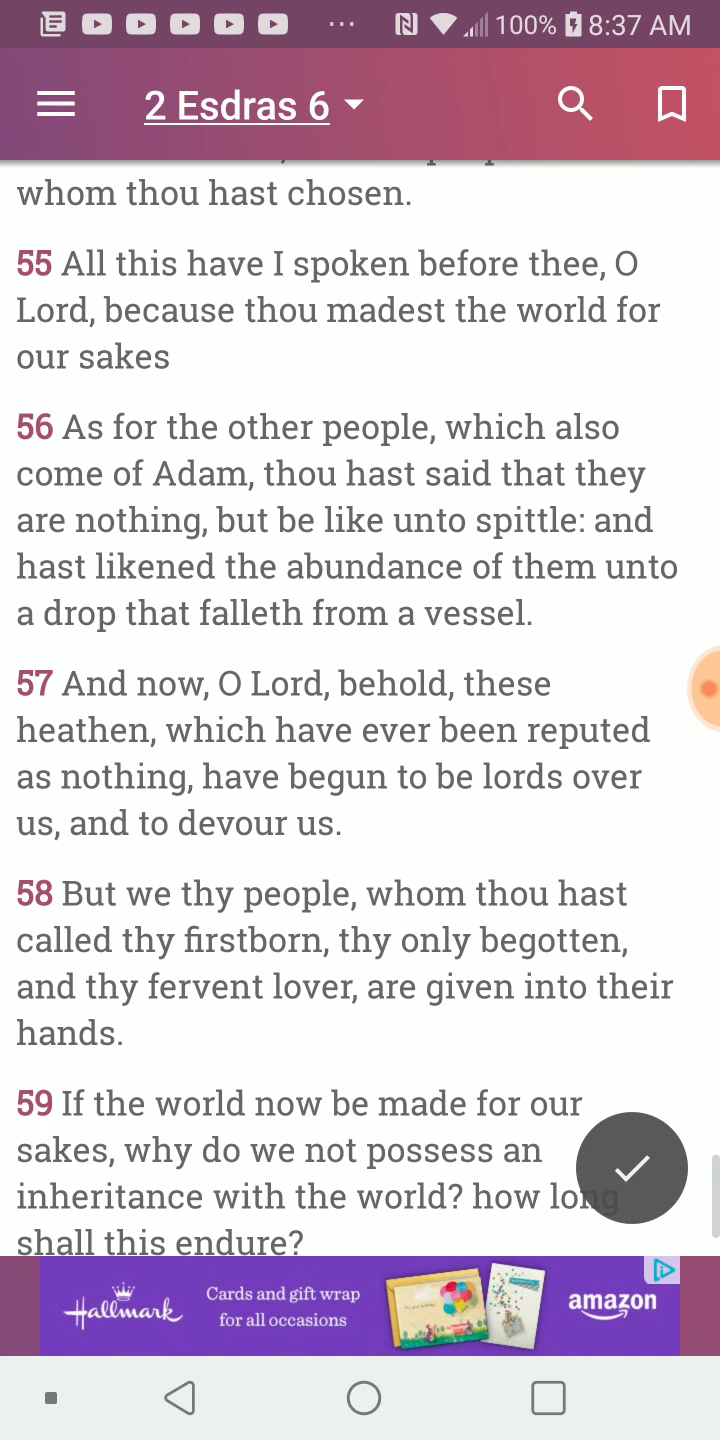 100% 8:37 AM
2 Esdras 6
whom thou hast chosen.
55 All this have I spoken before thee, O
Lord, because thou madest the world for
our sakes
56 As for the other people, which also
come of Adam, thou hast said that they
are nothing, but be like unto spittle: and
hast likened the abundance of them unto
a drop that falleth from a vessel.
57 And now, O Lord, behold, these
heathen, which have ever been reputed
as nothing, have begun to be lords over
us, and to devour us.
58 But we thy people, whom thou hast
called thy firstborn, thy only begotten,
and thy fervent lover, are given into their
hands.
59 If the world now be made for our
sakes, why do we not possess an
inheritance with the world? how long
shall this endure?
Hallmark
Cards and gift wrap
for all occasions
amazon